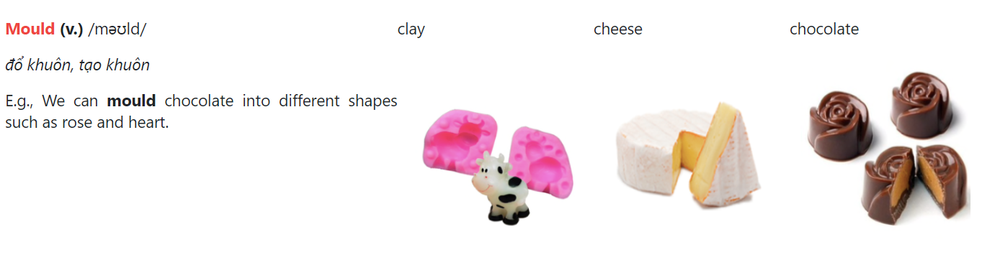 Mould (v.) /məʊld/
clay
cheese
chocolate
đổ khuôn, tạo khuôn
E.g., We can mould chocolate into different shapes
such as rose and heart.